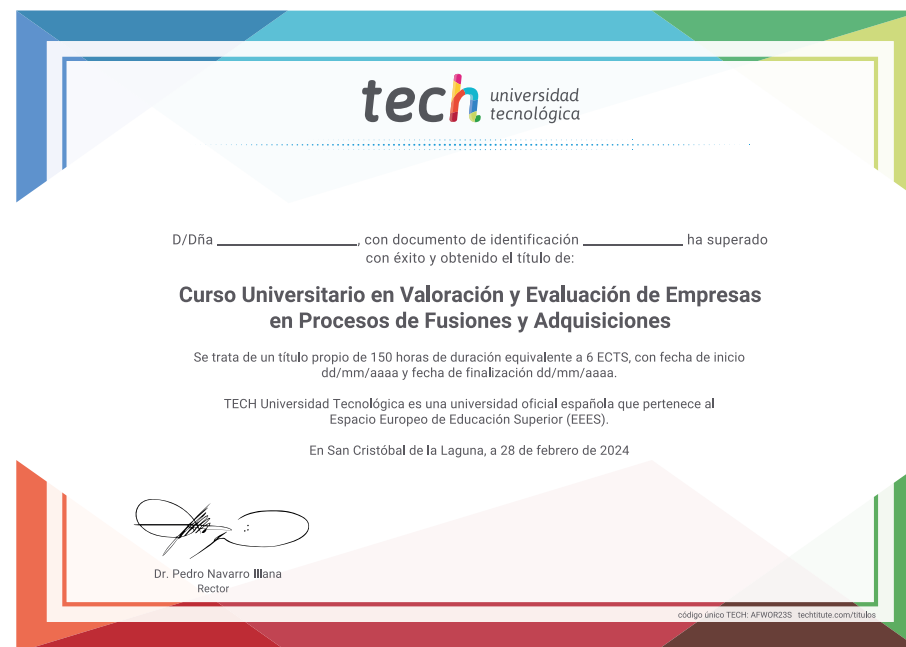 tech universidad
tecnológica
D/Dña ____________________, con documento de identificación ______________ ha superado
con éxito y obtenido el título de:
Curso Universitario en Valoración y Evaluación de Empresas
en Procesos de Fusiones y Adquisiciones
Se trata de un título propio de 150 horas de duración equivalente a 6 ECTS, con fecha de inicio
dd/mm/aaaa y fecha de finalización dd/mm/aaaa.
TECH Universidad Tecnológica es una universidad oficial española que pertenece al
Espacio Europeo de Educación Superior (EEES).
En San Cristóbal de la Laguna, a 28 de febrero de 2024
Dr. Pedro Navarro Illana
Rector
código único TECH: AFWOR23S techtitute.com/titulos